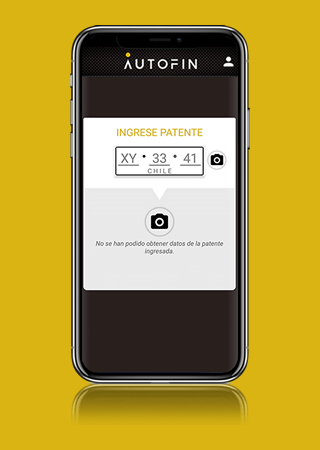 AUTOFIN
INGRESE PATENTE
XY • 33 • 41
CHILE
No se han podido obtener datos de la patente
ingresada.